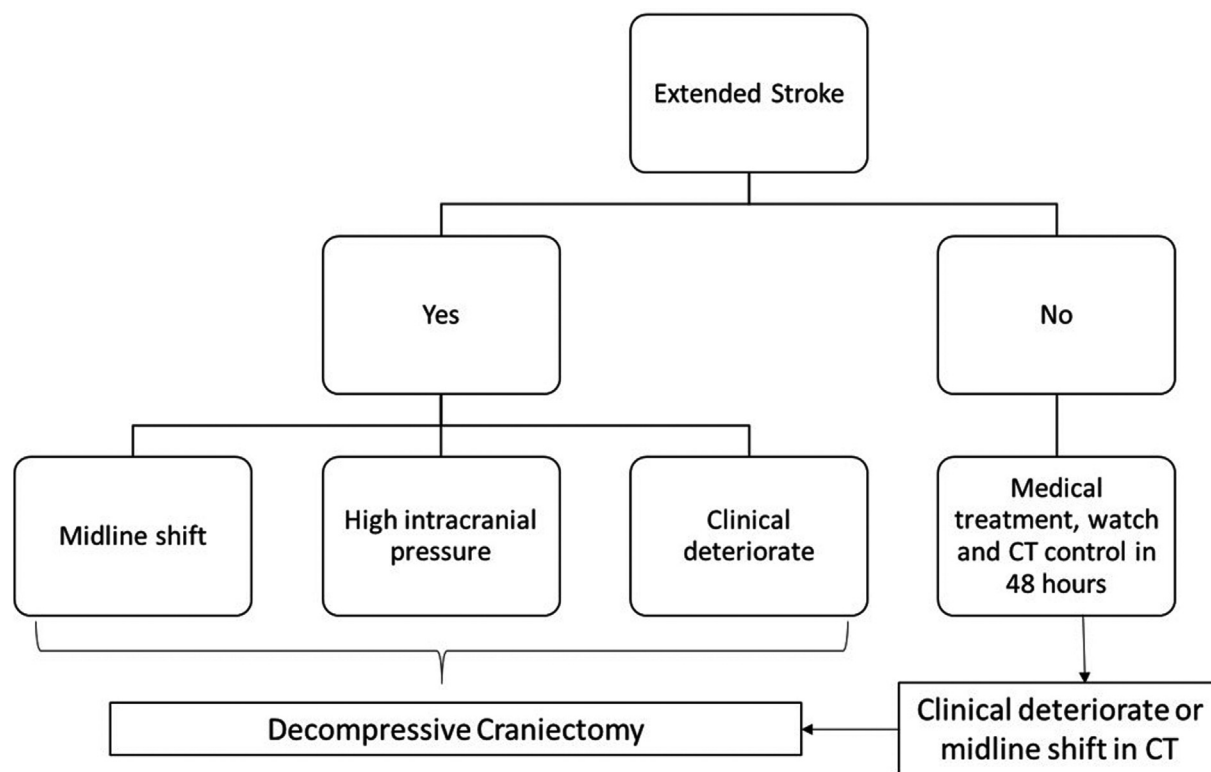 Extended Stroke
Yes
No
Midline shift
High intracranial
pressure
Clinical
deteriorate
Medical
treatment, watch
and CT control in
48 hours
Decompressive Craniectomy
Clinical deteriorate or
midline shift in CT